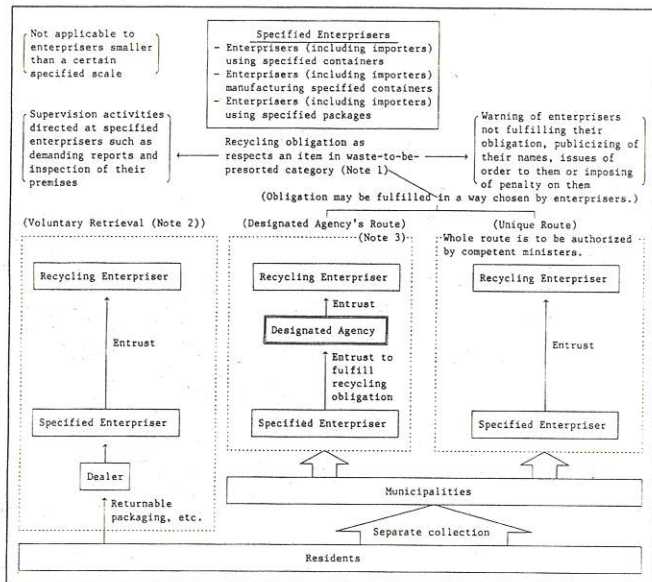 Not applicable to
enterprisers smaller
than a certain
specified scale
Specified Enterprisers
- Enterprisers (including importers)
using specified containers
- Enterprisers (including importers)
manufacturing specified containers
- Enterprisers (including importers)
using specified packages
Supervision activities
directed at specified
enterprisers such as
demanding reports and
inspection of their
premises
Recycling obligation as
respects an item in waste-to-be-
presorted category (Note 1)
Warning of enterprisers
not fulfilling their
obligation, publicizing of
their names, issues of
order to them or imposing
of penalty on them
(Obligation may be fulfilled in a way chosen by enterprisers.)
(Voluntary Retrieval (Note 2))
(Designated Agency's Route)
(Note 3)
(Unique Route)
Whole route is to be authorized
by competent ministers.
Recycling Enterpriser
Recycling Enterpriser
Recycling Enterpriser
Entrust
Designated Agency
Entrust
Entrust
Entrust to
fulfill
recycling
obligation
Specified Enterpriser
Specified Enterpriser
Specified Enterpriser
Dealer
Returnable
packaging, etc.
Municipalities
Separate collection
Residents